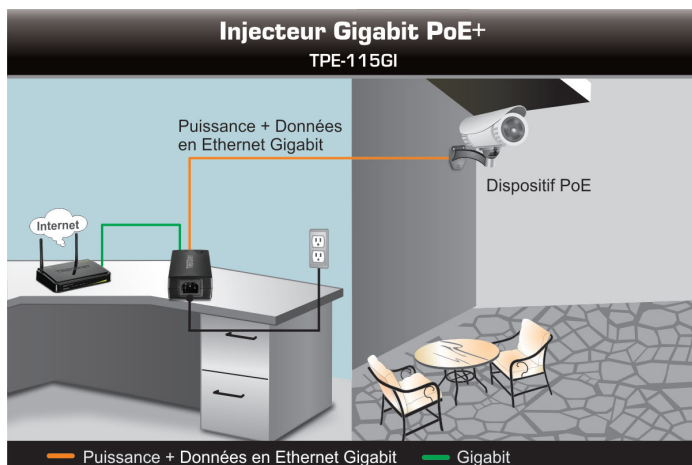 Injecteur Gigabit PoE+
TPE-115GI
Puissance + Données
en Ethernet Gigabit
Dispositif PoE
Internet
TRENDnet
Puissance + Données en Ethernet Gigabit
Gigabit